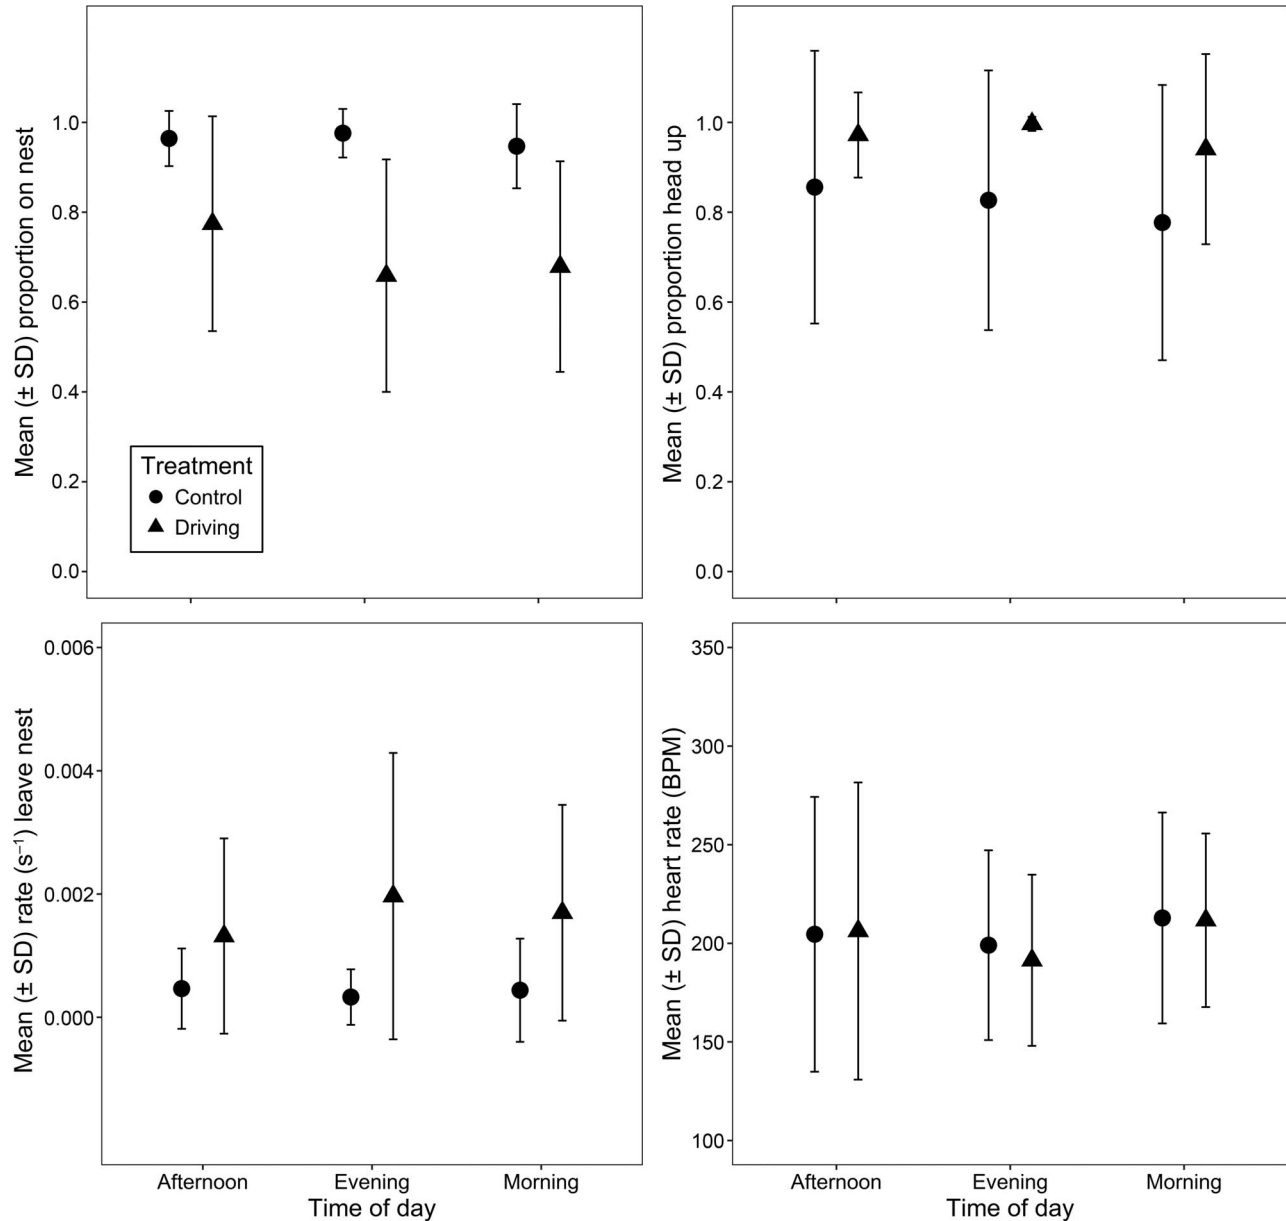 Mean (± SD) proportion on nest
1.0
0.8
0.6
0.4
0.2
0.0
Treatment
Control
Driving
Mean (± SD) proportion head up
1.0
0.8
0.6
0.4
0.2
0.0
Mean (± SD) rate (s⁻¹) leave nest
0.006
0.004
0.002
0.000
Afternoon Evening Morning
Time of day
Mean (± SD) heart rate (BPM)
350
300
250
200
150
100
Afternoon Evening Morning
Time of day